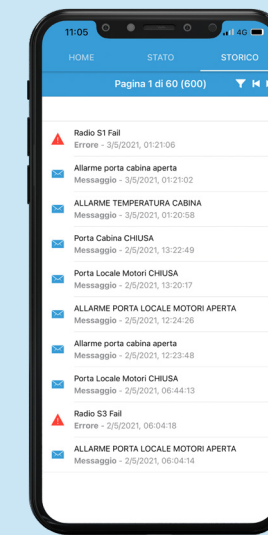 11:05
4G
HOME STATO STORICO
Pagina 1 di 60 (600)
Radio S1 Fail
Errore - 3/5/2021, 01:21:06
Allarme porta cabina aperta
Messaggio - 3/5/2021, 01:21:02
ALLARME TEMPERATURA CABINA
Messaggio - 3/5/2021, 01:20:58
Porta Cabina CHIUSA
Messaggio - 2/5/2021, 13:22:49
Porta Locale Motori CHIUSA
Messaggio - 2/5/2021, 13:20:17
ALLARME PORTA LOCALE MOTORI APERTA
Messaggio - 2/5/2021, 12:24:26
Allarme porta cabina aperta
Messaggio - 2/5/2021, 12:23:48
Porta Locale Motori CHIUSA
Messaggio - 2/5/2021, 06:44:13
Radio S3 Fail
Errore - 2/5/2021, 06:04:18
ALLARME PORTA LOCALE MOTORI APERTA
Messaggio - 2/5/2021, 06:04:14